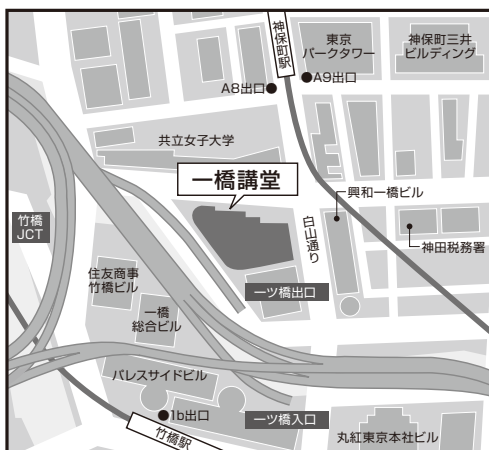 神保町駅
東京
パークタワー
神保町三井
ビルディング
A8出口
A9出口
共立女子大学
一橋講堂
白山通り
興和一橋ビル
神田税務署
竹橋
JCT
住友商事
竹橋ビル
一ツ橋出口
一橋
総合ビル
パレスサイドビル
1b出口
竹橋駅
一ツ橋入口
丸紅東京本社ビル